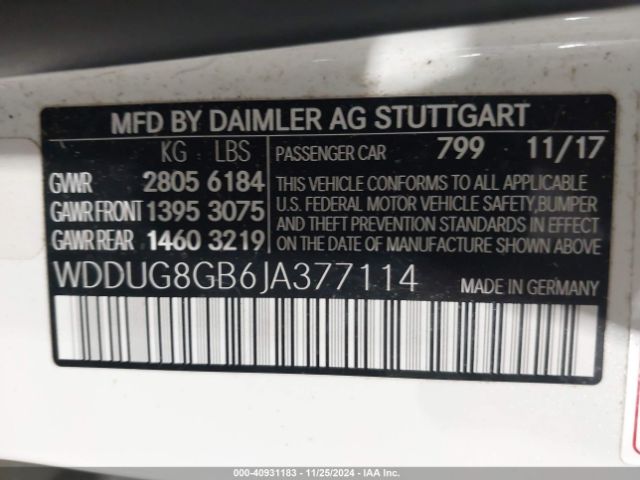 MFD BY DAIMLER AG STUTTGART
KG LBS PASSENGER CAR 799 11/17
GVWR 2805 6184 THIS VEHICLE CONFORMS TO ALL APPLICABLE
GAWR FRONT 1395 3075 U.S. FEDERAL MOTOR VEHICLE SAFETY, BUMPER
AND THEFT PREVENTION STANDARDS IN EFFECT
GAWR REAR 1460 3219 ON THE DATE OF MANUFACTURE SHOWN ABOVE.
WDDUG8GB6JA377114 MADE IN GERMANY
000-40931183 - 11/25/2024 - IAA Inc.